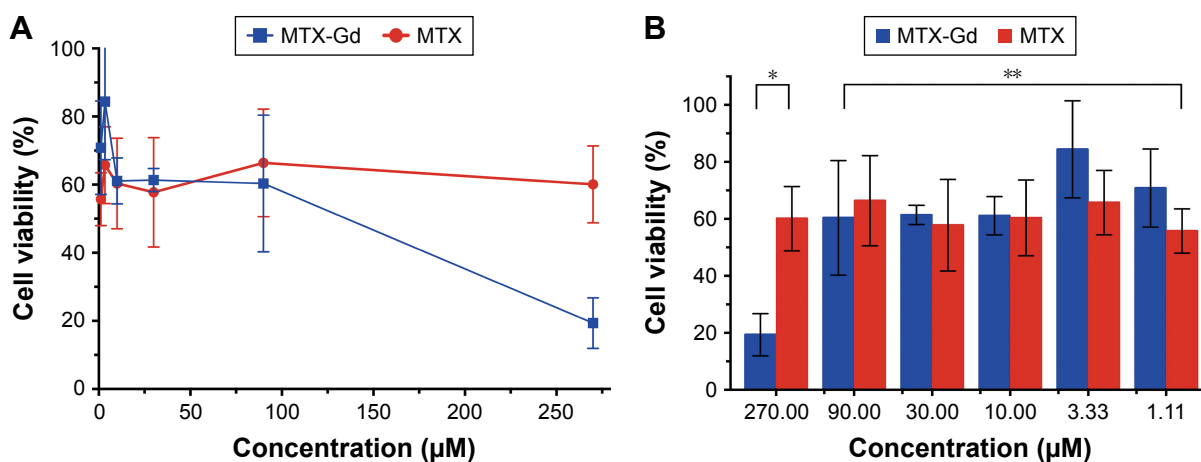 A
MTX-Gd MTX
Cell viability (%)
100
80
60
40
20
0
0 50 100 150 200 250
Concentration (µM)
B
MTX-Gd MTX
* **
Cell viability (%)
100
80
60
40
20
0
270.00 90.00 30.00 10.00 3.33 1.11
Concentration (µM)